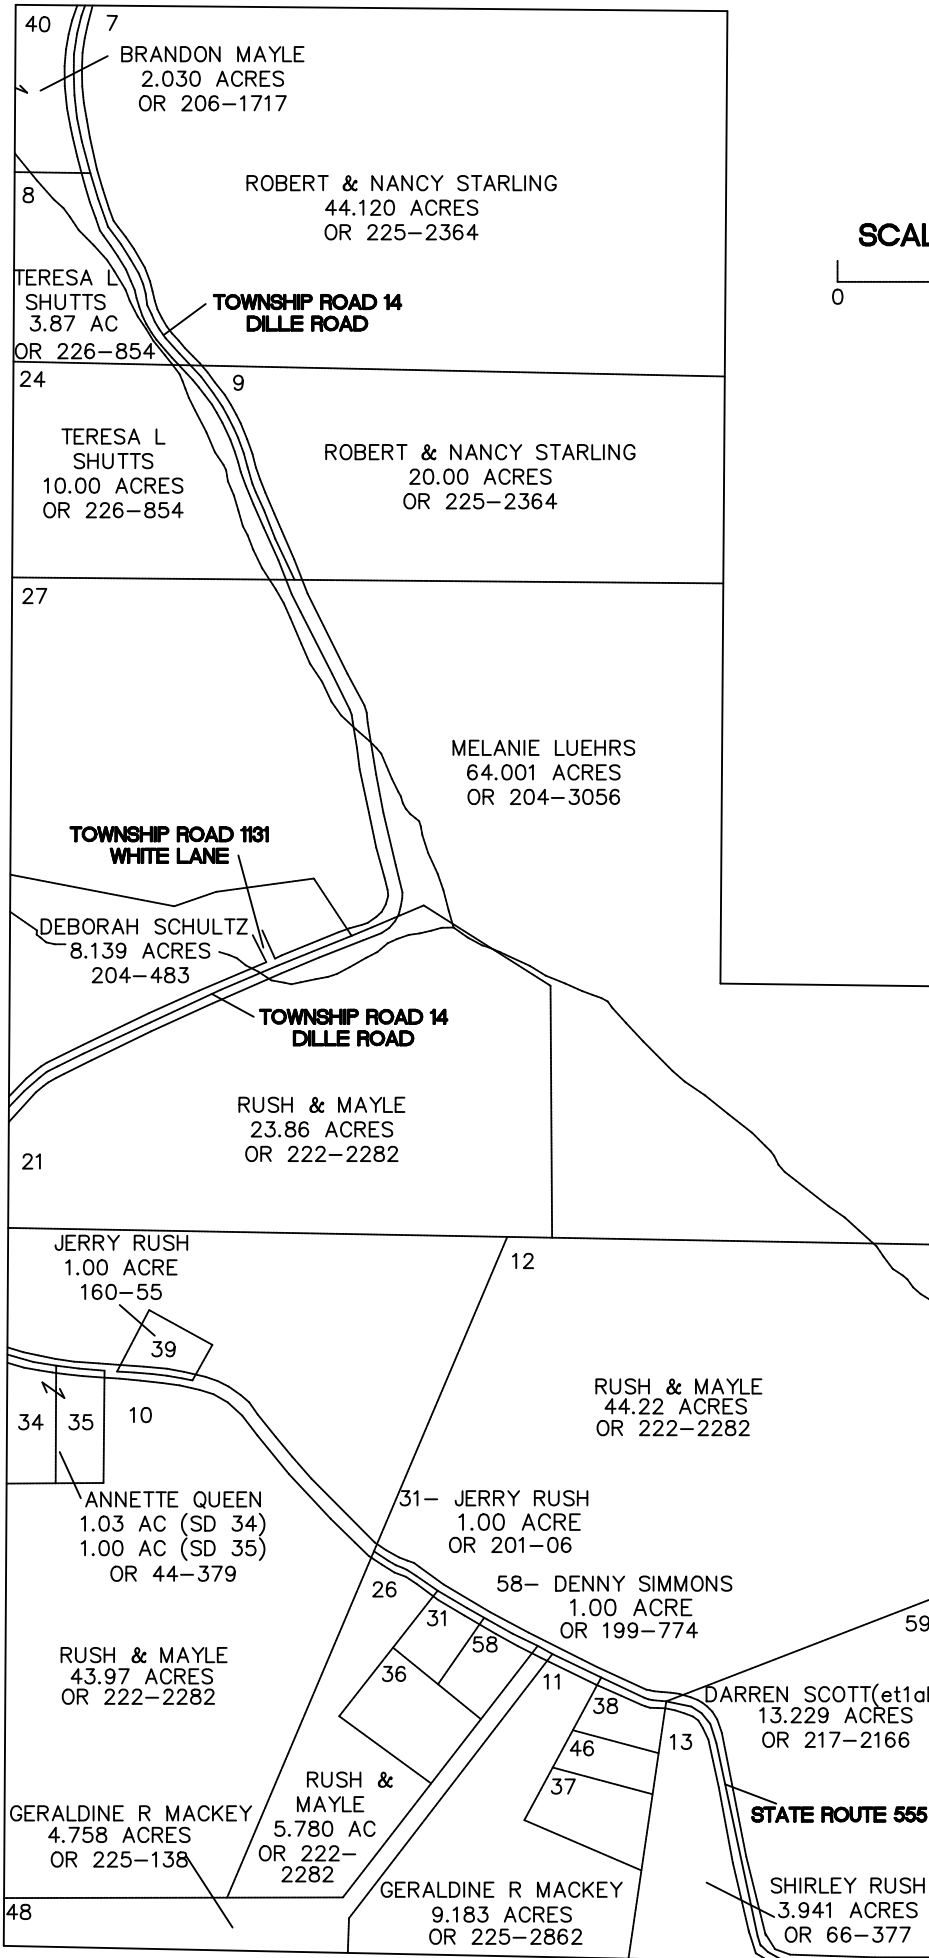 40
7
BRANDON MAYLE
2.030 ACRES
OR 206-1717
8
ROBERT & NANCY STARLING
44.120 ACRES
OR 225-2364
0
TERESA L
SHUTTS
3.87 AC
OR 226-854
TOWNSHIP ROAD 14
DILLE ROAD
24
9
TERESA L
SHUTTS
10.00 ACRES
OR 226-854
ROBERT & NANCY STARLING
20.00 ACRES
OR 225-2364
27
MELANIE LUEHRS
64.001 ACRES
OR 204-3056
TOWNSHIP ROAD 1131
WHITE LANE
DEBORAH SCHULTZ
8.139 ACRES
204-483
TOWNSHIP ROAD 14
DILLE ROAD
RUSH & MAYLE
23.86 ACRES
OR 222-2282
21
JERRY RUSH
1.00 ACRE
160-55
12
39
RUSH & MAYLE
44.22 ACRES
OR 222-2282
34
35
10
ANNETTE QUEEN
1.03 AC (SD 34)
1.00 AC (SD 35)
OR 44-379
31- JERRY RUSH
1.00 ACRE
OR 201-06
26
58- DENNY SIMMONS
1.00 ACRE
OR 199-774
31
58
59
RUSH & MAYLE
43.97 ACRES
OR 222-2282
36
11
38
DARREN SCOTT(et1al
13.229 ACRES
OR 217-2166
13
46
37
RUSH &
MAYLE
5.780 AC
OR 222-
2282
GERALDINE R MACKEY
4.758 ACRES
OR 225-138
STATE ROUTE 555
48
GERALDINE R MACKEY
9.183 ACRES
OR 225-2862
SHIRLEY RUSH
3.941 ACRES
OR 66-377